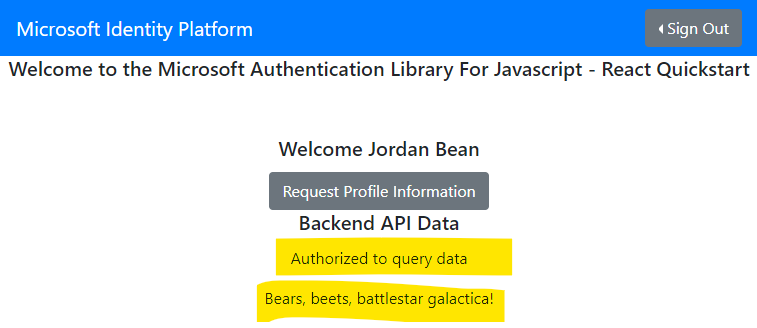 Microsoft Identity Platform
Sign Out
Welcome to the Microsoft Authentication Library For Javascript - React Quickstart
Welcome Jordan Bean
Request Profile Information
Backend API Data
Authorized to query data
Bears, beets, battlestar galactica!